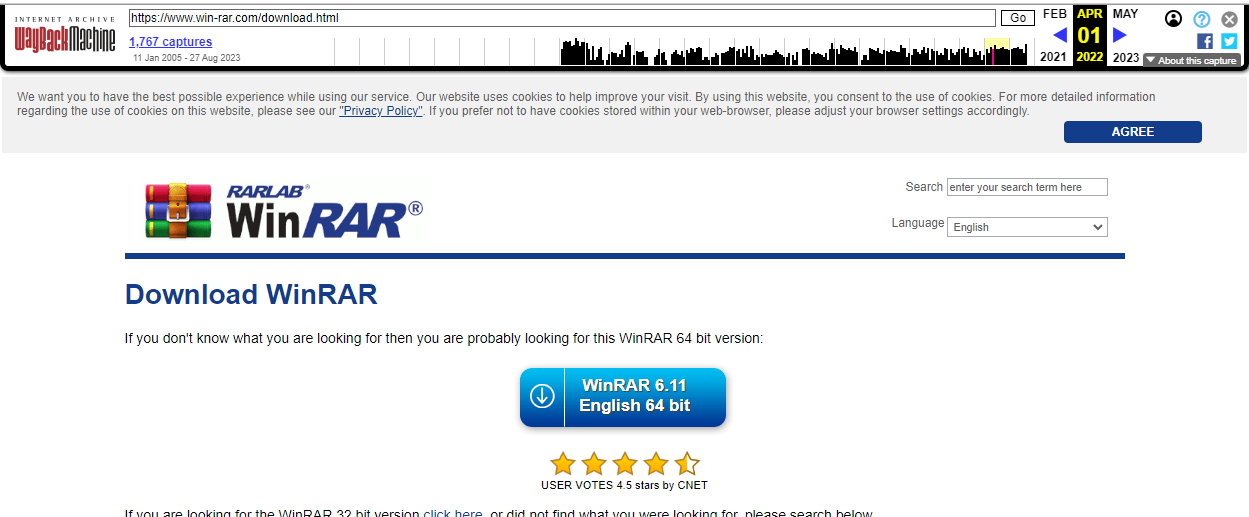 INTERNET ARCHIVE
WayBackMachine
https://www.win-rar.com/download.html
Go
1,767 captures
11 Jan 2005 - 27 Aug 2023
FEB APR MAY
01
2021 2022 2023
About this capture
We want you to have the best possible experience while using our service. Our website uses cookies to help improve your visit. By using this website, you consent to the use of cookies. For more detailed information
regarding the use of cookies on this website, please see our "Privacy Policy". If you prefer not to have cookies stored within your web-browser, please adjust your browser settings accordingly.
AGREE
RARLAB®
WinRAR®
Search enter your search term here
Language English
Download WinRAR
If you don't know what you are looking for then you are probably looking for this WinRAR 64 bit version:
WinRAR 6.11
English 64 bit
USER VOTES 4.5 stars by CNET
If you are looking for the WinRAR 32 bit version click here, or did not find what you were looking for, please search below